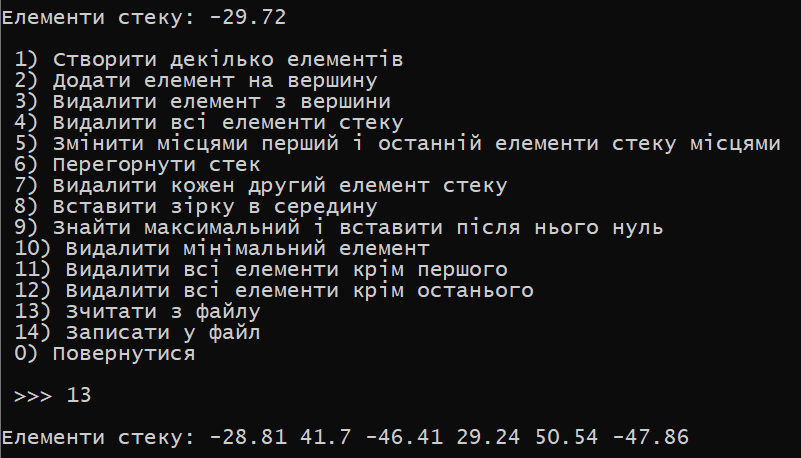 Елементи стеку: -29.72
1) Створити декілька елементів
2) Додати елемент на вершину
3) Видалити елемент з вершини
4) Видалити всі елементи стеку
5) Змінити місцями перший і останній елементи стеку місцями
6) Перегорнути стек
7) Видалити кожен другий елемент стеку
8) Вставити зірку в середину
9) Знайти максимальний і вставити після нього нуль
10) Видалити мінімальний елемент
11) Видалити всі елементи крім першого
12) Видалити всі елементи крім останього
13) Зчитати з файлу
14) Записати у файл
0) Повернутися
>>> 13
Елементи стеку: -28.81 41.7 -46.41 29.24 50.54 -47.86